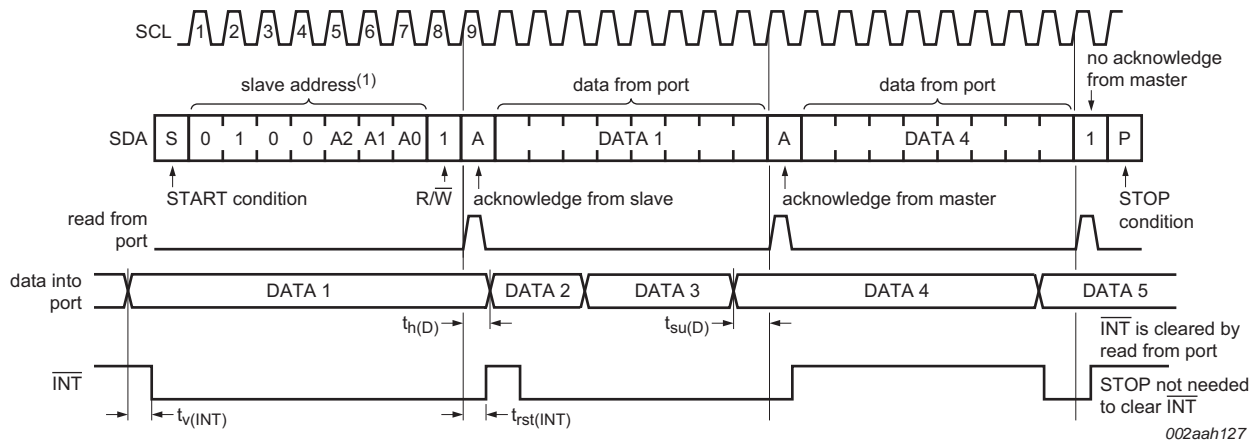 SCL 1 2 3 4 5 6 7 8 9
no acknowledge
from master
slave address(1) data from port data from port
SDA S 0 1 0 0 A2 A1 A0 1 A DATA 1 A DATA 4 1 P
START condition R/W acknowledge from slave acknowledge from master STOP
condition
read from
port
data into
port
DATA 1 DATA 2 DATA 3 DATA 4 DATA 5
th(D) tsu(D)
INT is cleared by
read from port
INT
STOP not needed
to clear INT
tv(INT) trst(INT)
002aah127